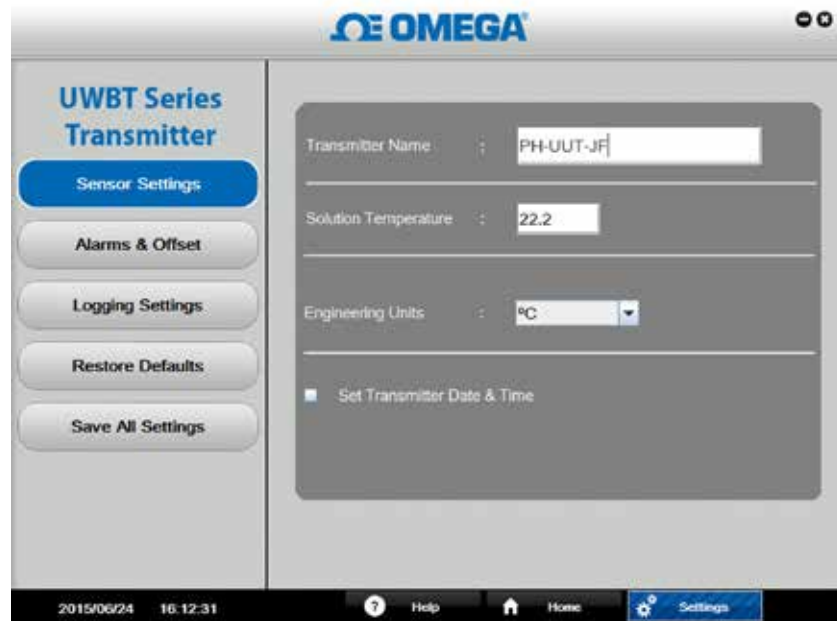 OMEGA
UWBT Series
Transmitter
Sensor Settings
Alarms & Offset
Logging Settings
Restore Defaults
Save All Settings
Transmitter Name : PH-UUT-JF
Solution Temperature : 22.2
Engineering Units : ºC
Set Transmitter Date & Time
2015/06/24 16:12:31 ? Help Home Settings